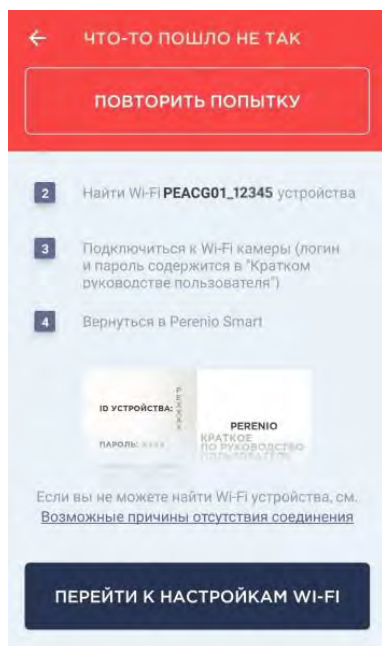 ЧТО-ТО ПОШЛО НЕ ТАК
ПОВТОРИТЬ ПОПЫТКУ
2 Найти Wi-Fi PEACG01_12345 устройства
3 Подключиться к Wi-Fi камеры (логин
и пароль содержится в "Кратком
руководстве пользователя")
4 Вернуться в Perenio Smart
ID УСТРОЙСТВА:
ПАРОЛЬ:
PERENIO
КРАТКОЕ
ПО РУКОВОДСТВО
Если вы не можете найти Wi-Fi устройства, см.
Возможные причины отсутствия соединения
ПЕРЕЙТИ К НАСТРОЙКАМ WI-FI